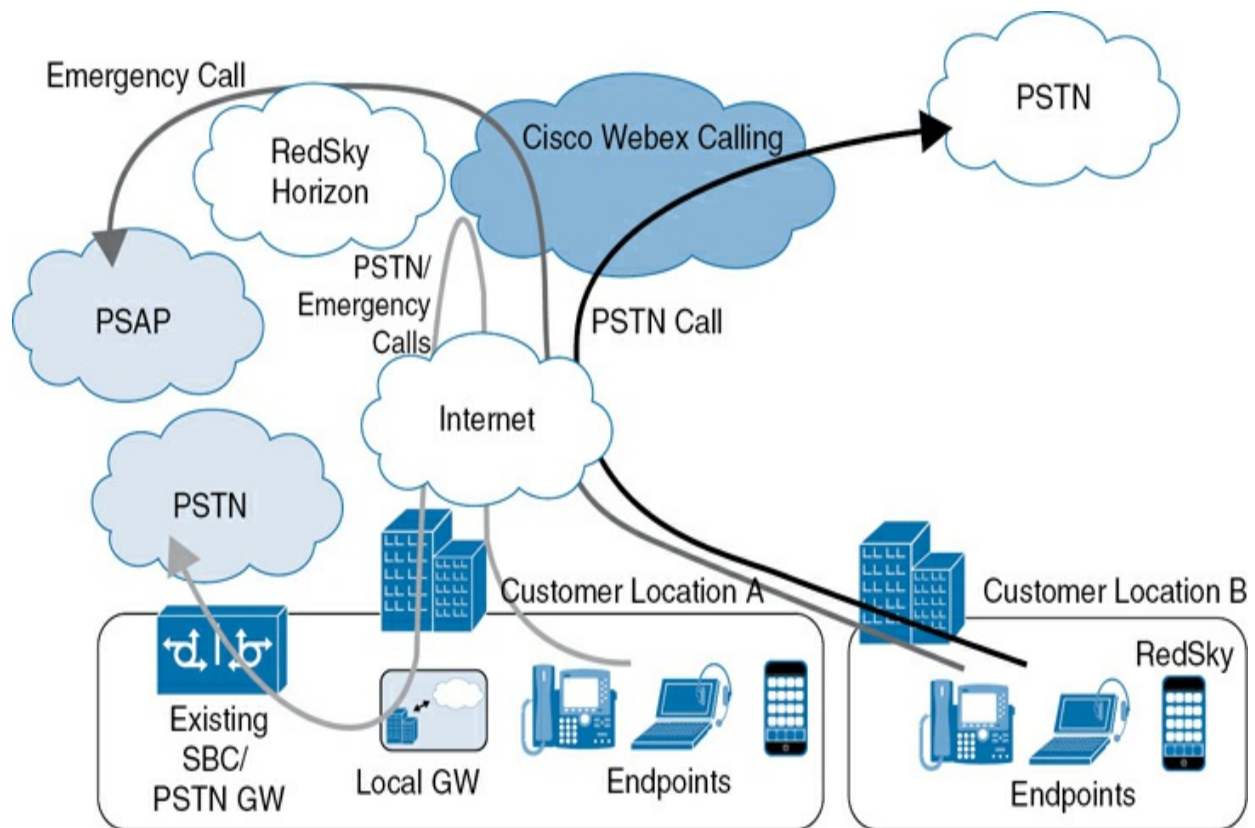 Emergency Call
RedSky
Horizon
Cisco Webex Calling
PSTN
PSAP
PSTN/
Emergency
Calls
PSTN Call
Internet
PSTN
Customer Location A
Customer Location B
RedSky
Existing
SBC/
PSTN GW
Local GW
Endpoints
Endpoints